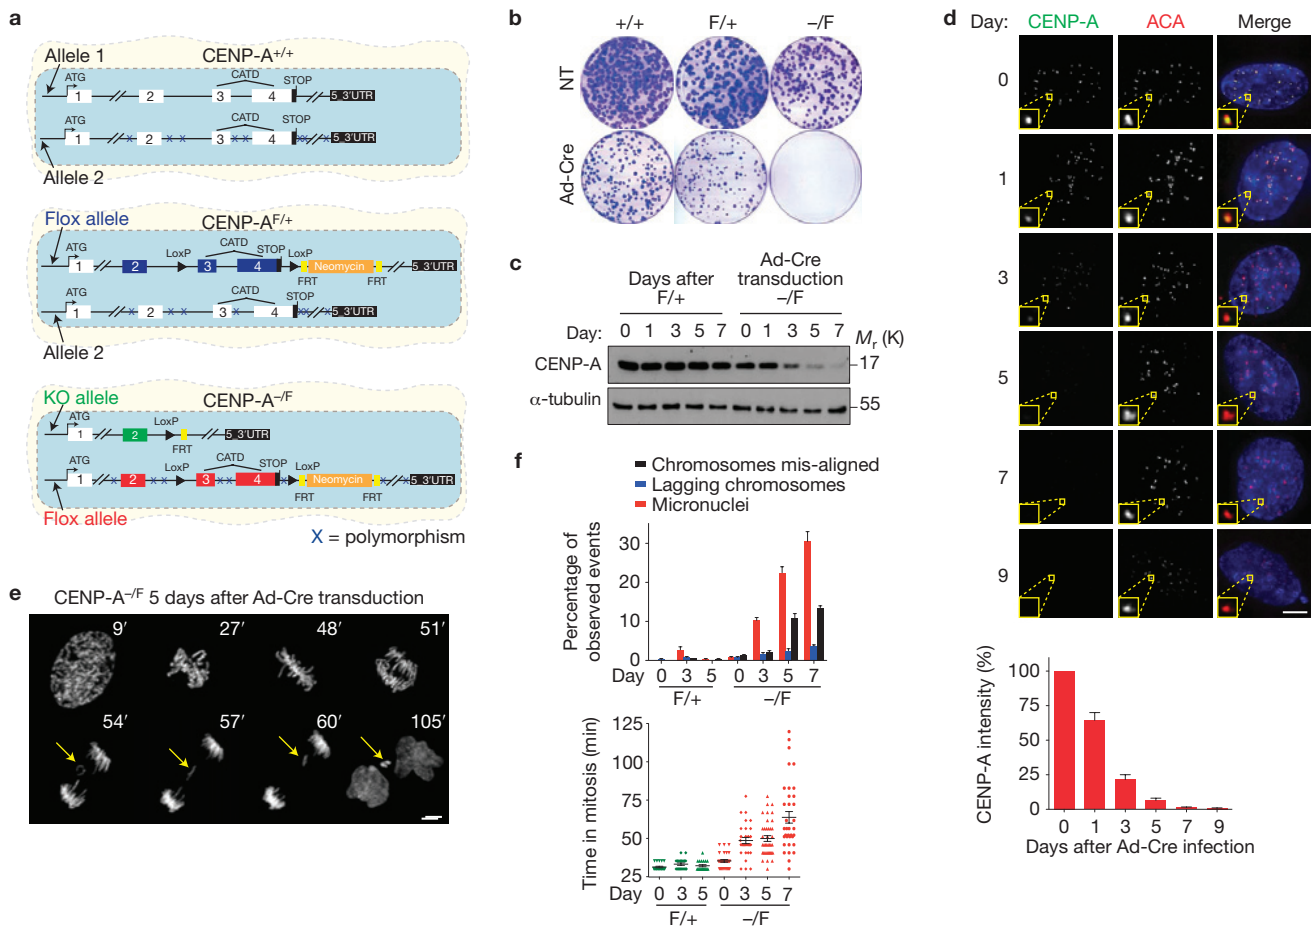 a
Allele 1
CENP-A+/+
ATG
CATD
STOP
1 2 3 4 5 3′UTR
ATG
CATD
STOP
1 x 2 x x 3 x x 4 x x x 5 3′UTR
Allele 2
Flox allele
CENP-AF/+
ATG
LoxP
CATD
STOP
LoxP
1 2 3 4 Neomycin 5 3′UTR
FRT FRT
ATG
CATD
STOP
1 x 2 x x 3 x 4 x x x 5 3′UTR
Allele 2
KO allele
CENP-A−/F
ATG
LoxP
1 2 5 3′UTR
FRT
ATG
LoxP
CATD
STOP
LoxP
1 x 2 x x 3 x x 4 x Neomycin x x 5 3′UTR
FRT FRT
Flox allele
X = polymorphism
b
+/+ F/+ −/F
NT
Ad-Cre
c
Days after Ad-Cre transduction
F/+ −/F
Day: 0 1 3 5 7 0 1 3 5 7 Mr (K)
CENP-A 17
α-tubulin 55
d
Day: CENP-A ACA Merge
0
1
3
5
7
9
CENP-A intensity (%)
100
75
50
25
0
0 1 3 5 7 9
Days after Ad-Cre infection
e
CENP-A−/F 5 days after Ad-Cre transduction
9′ 27′ 48′ 51′
54′ 57′ 60′ 105′
f
Chromosomes mis-aligned
Lagging chromosomes
Micronuclei
Percentage of
observed events
30
20
10
0
Day 0 3 5 0 3 5 7
F/+ −/F
Time in mitosis (min)
125
100
75
50
25
Day 0 3 5 0 3 5 7
F/+ −/F